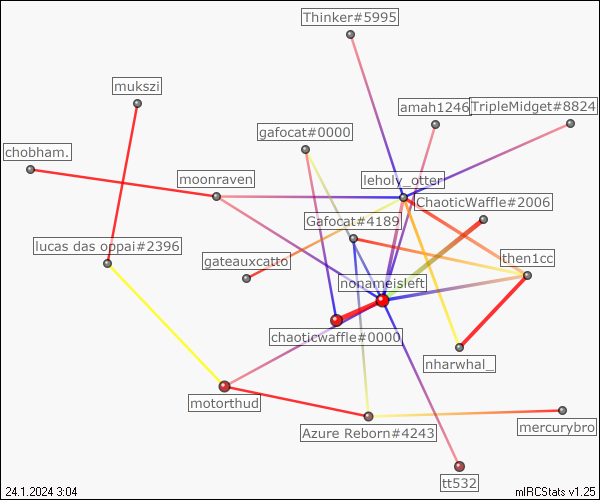 Thinker#5995
mukszi
amah1246
TripleMidget#8824
gafocat#0000
chobham.
moonraven
leholy_otter
ChaoticWaffle#2006
Gafocat#4189
lucas das oppai#2396
gateauxcatto
then1cc
nonameisleft
chaoticwaffle#0000
nharwhal_
motorthud
Azure Reborn#4243
mercurybro
tt532
24.1.2024 3:04
mIRCStats v1.25